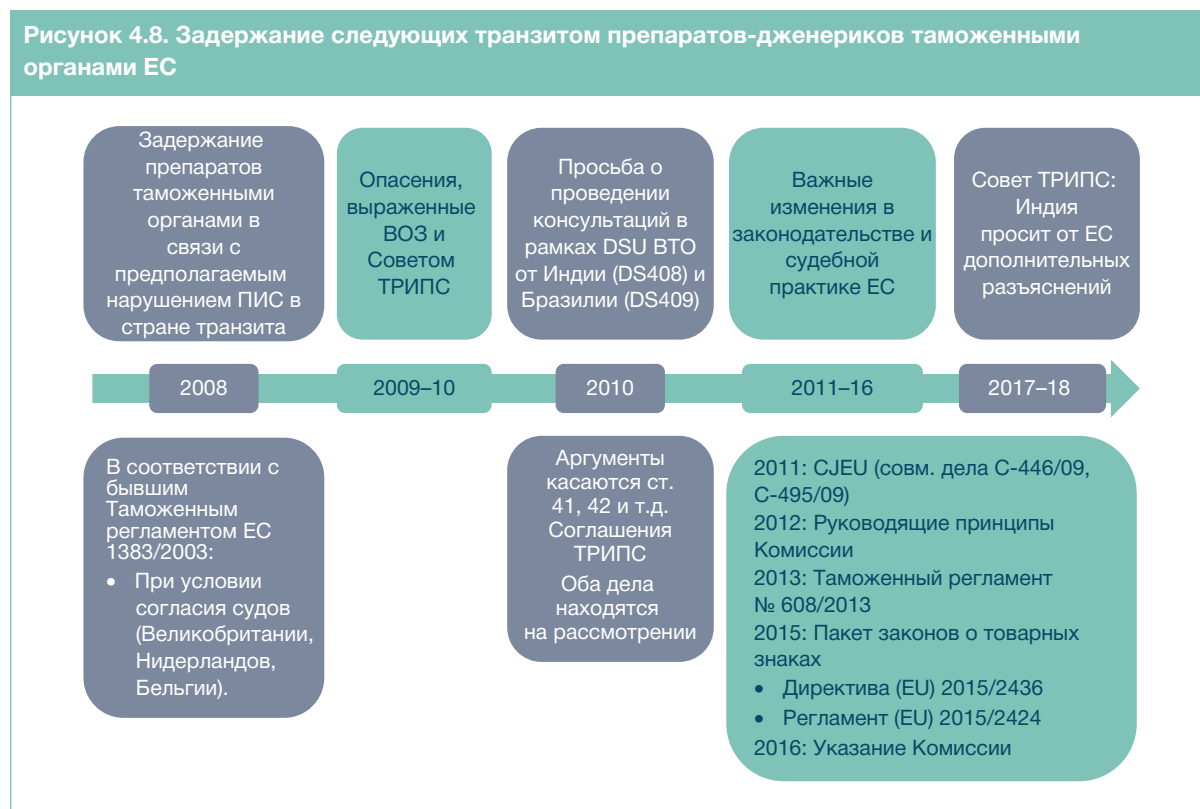 Рисунок 4.8. Задержание следующих транзитом препаратов-дженериков таможенными
органами ЕС
Задержание
препаратов
таможенными
органами в
связи с
предполагаемым
нарушением ПИС в
стране транзита
Опасения,
выраженные
ВОЗ и
Советом
ТРИПС
Просьба о
проведении
консультаций в
рамках DSU ВТО
от Индии (DS408) и
Бразилии (DS409)
Важные
изменения в
законодательстве и
судебной
практике ЕС
Совет ТРИПС:
Индия
просит от ЕС
дополнительных
разъяснений
2008
2009–10
2010
2011–16
2017–18
В соответствии с
бывшим
Таможенным
регламентом ЕС
1383/2003:
• При условии
согласия судов
(Великобритании,
Нидерландов,
Бельгии).
Аргументы
касаются ст.
41, 42 и т.д.
Соглашения
ТРИПС
Оба дела
находятся
на рассмотрении
2011: CJEU (совм. дела C-446/09,
C-495/09)
2012: Руководящие принципы
Комиссии
2013: Таможенный регламент
№ 608/2013
2015: Пакет законов о товарных
знаках
• Директива (EU) 2015/2436
• Регламент (EU) 2015/2424
2016: Указание Комиссии